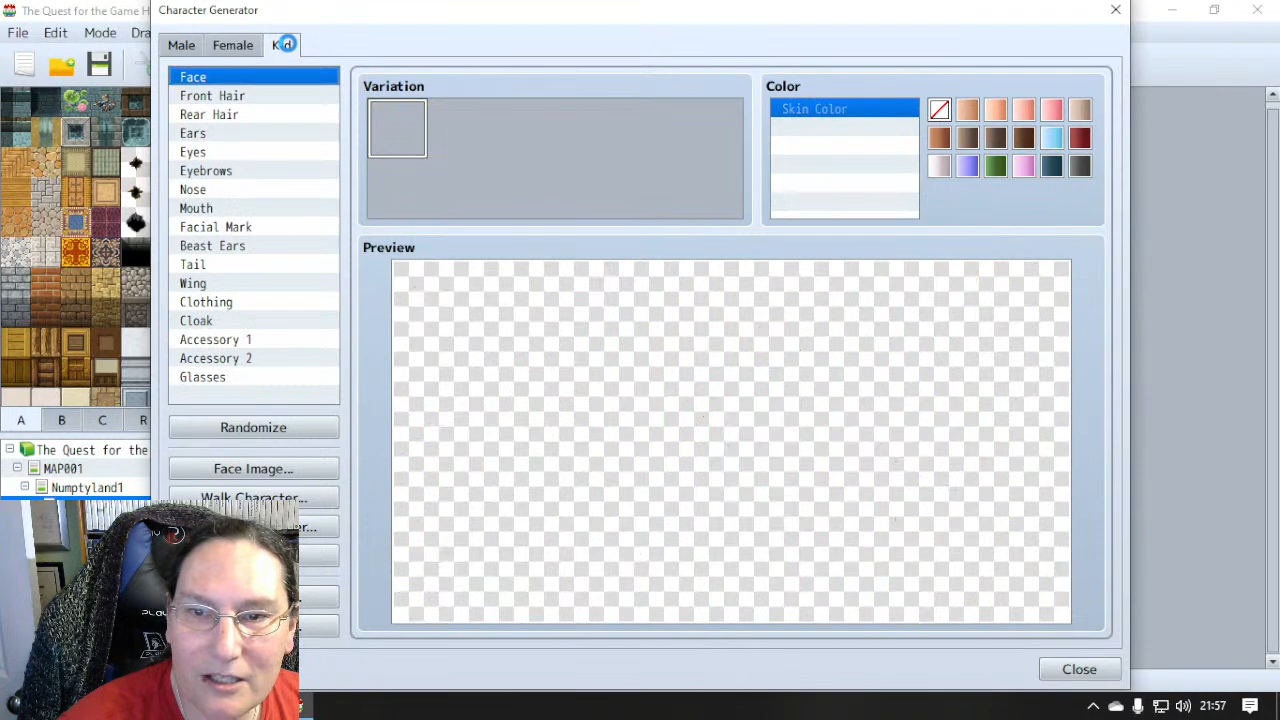 The Quest for the Game H
Character Generator
File Edit Mode Dra
Male Female
Face
Front Hair
Rear Hair
Ears
Eyes
Eyebrows
Nose
Mouth
Facial Mark
Beast Ears
Tail
Wing
Clothing
Cloak
Accessory 1
Accessory 2
Glasses
Randomize
Face Image...
Walk Character...
Variation
Color
Skin Color
Preview
A B C R
The Quest for the
MAP001
Numptyland1
Close
21:57